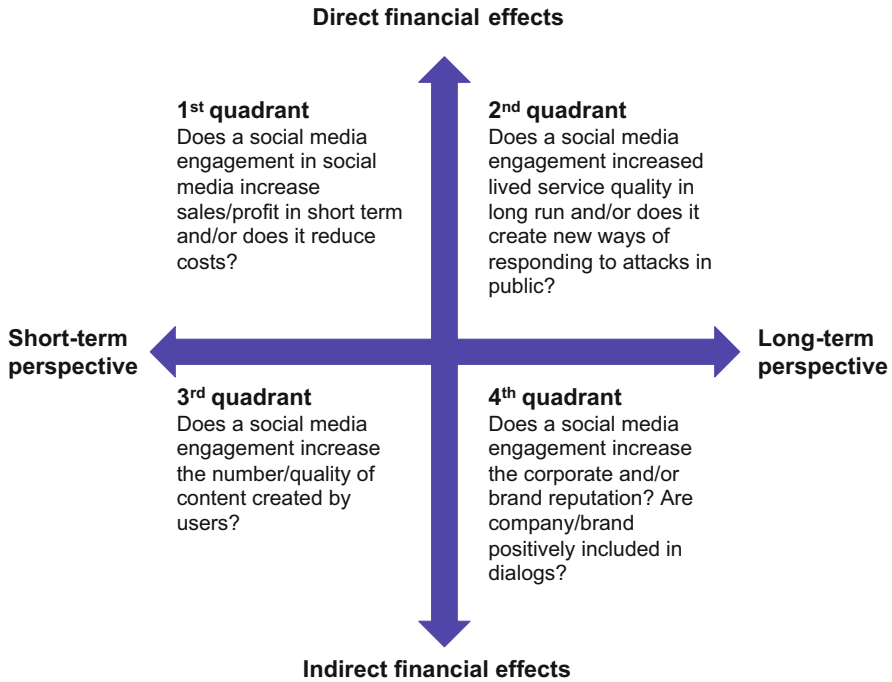 Direct financial effects
1st quadrant
Does a social media
engagement in social
media increase
sales/profit in short term
and/or does it reduce
costs?
2nd quadrant
Does a social media
engagement increased
lived service quality in
long run and/or does it
create new ways of
responding to attacks in
public?
Short-term
perspective
Long-term
perspective
3rd quadrant
Does a social media
engagement increase
the number/quality of
content created by
users?
4th quadrant
Does a social media
engagement increase
the corporate and/or
brand reputation? Are
company/brand
positively included in
dialogs?
Indirect financial effects